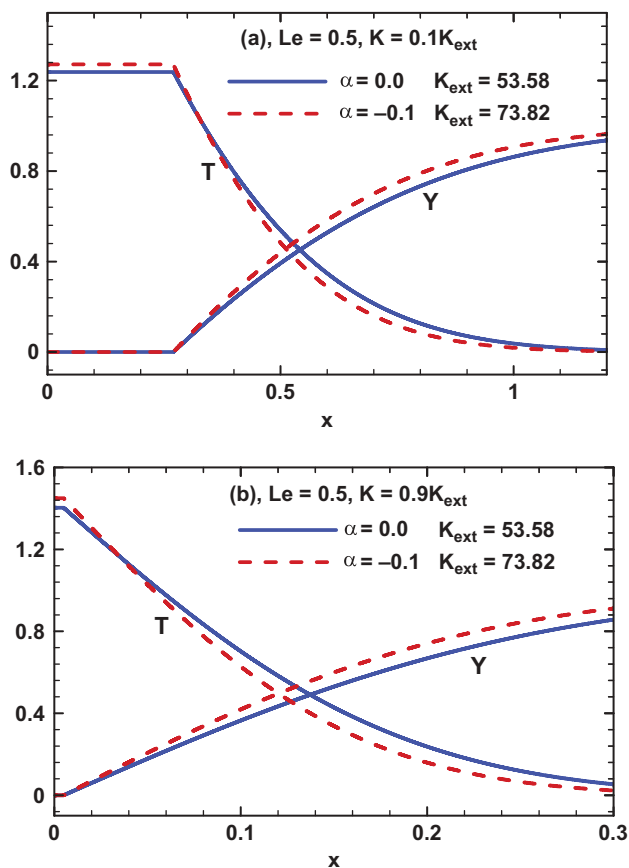 (a), Le = 0.5, K = 0.1K_ext
α = 0.0 K_ext = 53.58
α = –0.1 K_ext = 73.82
1.2
0.8
0.4
0
T
Y
0 0.5 1
x
(b), Le = 0.5, K = 0.9K_ext
α = 0.0 K_ext = 53.58
α = –0.1 K_ext = 73.82
1.6
1.2
0.8
0.4
0
T
Y
0 0.1 0.2 0.3
x